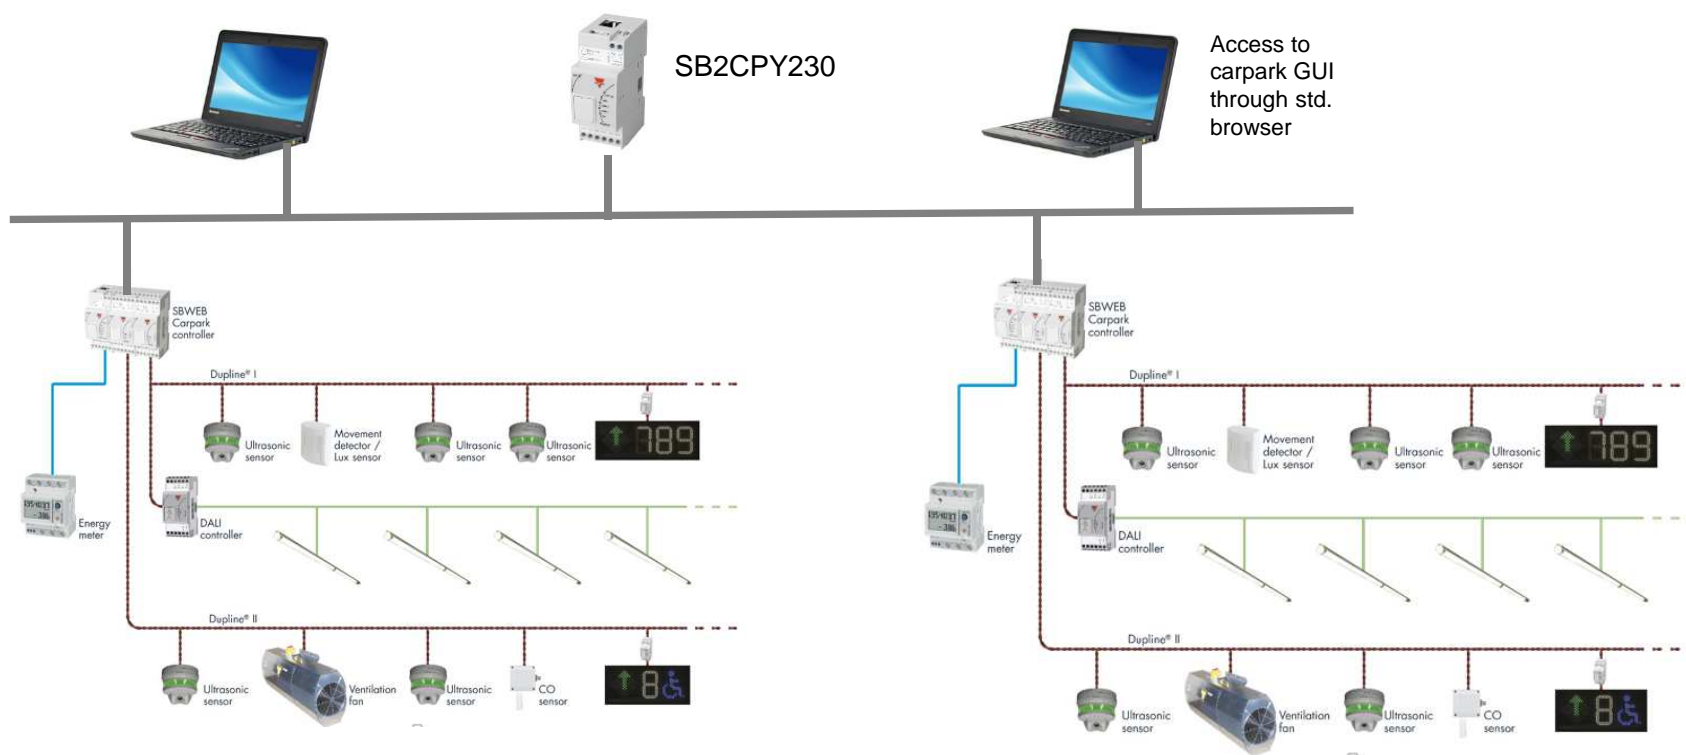 SB2CPY230
Access to
carpark GUI
through std.
browser
SBWEB
Carpark
controller
Dupline® I
Ultrasonic
sensor
Movement
detector /
Lux sensor
Ultrasonic
sensor
Ultrasonic
sensor
789
Energy
meter
DALI
controller
Dupline® II
Ultrasonic
sensor
Ventilation
fan
Ultrasonic
sensor
CO
sensor
8
SBWEB
Carpark
controller
Dupline® I
Ultrasonic
sensor
Movement
detector /
Lux sensor
Ultrasonic
sensor
Ultrasonic
sensor
789
Energy
meter
DALI
controller
Dupline® II
Ultrasonic
sensor
Ventilation
fan
Ultrasonic
sensor
CO
sensor
8